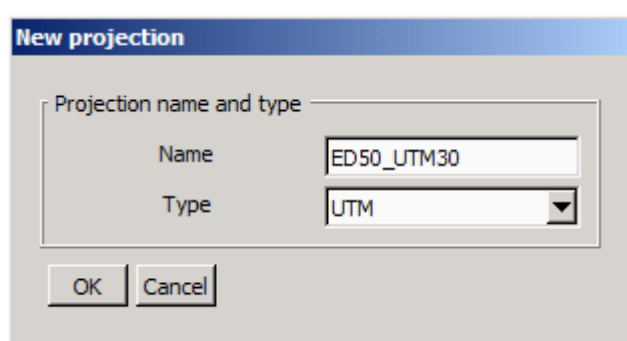 New projection
Projection name and type
Name ED50_UTM30
Type UTM
OK Cancel